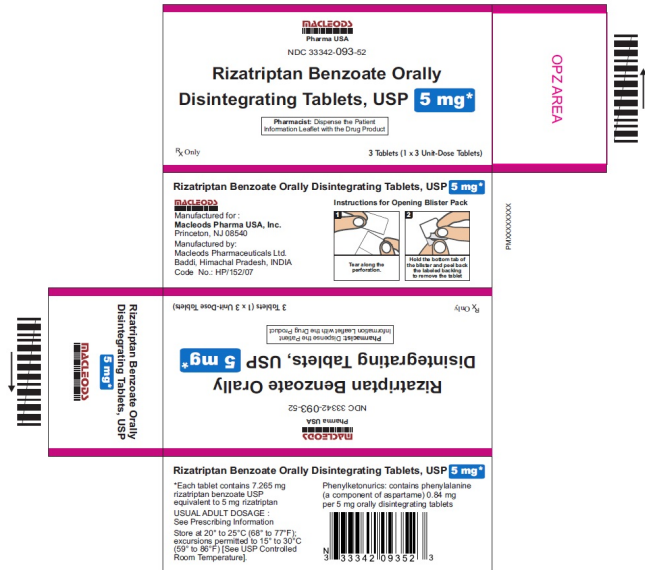 MACLEODS
Pharma USA
NDC 33342-093-52
Rizatriptan Benzoate Orally
Disintegrating Tablets, USP 5 mg*
Pharmacist: Dispense the Patient
Information Leaflet with the Drug Product
Rx Only
3 Tablets (1 x 3 Unit-Dose Tablets)
OPZ AREA
Rizatriptan Benzoate Orally Disintegrating Tablets, USP 5 mg*
MACLEODS
Manufactured for :
Macleods Pharma USA, Inc.
Princeton, NJ 08540
Manufactured by:
Macleods Pharmaceuticals Ltd.
Baddi, Himachal Pradesh, INDIA
Code No.: HP/152/07
Instructions for Opening Blister Pack
1
Tear along the
perforation.
2
Hold the bottom tab of
the blister and peel back
the labeled backing
to remove the tablet
PMXXXXXXXX
Rizatriptan Benzoate Orally
Disintegrating Tablets, USP
5 mg*
MACLEODS
MACLEODS
Pharma USA
NDC 33342-093-52
Rizatriptan Benzoate Orally
Disintegrating Tablets, USP 5 mg*
Pharmacist: Dispense the Patient
Information Leaflet with the Drug Product
Rx Only
3 Tablets (1 x 3 Unit-Dose Tablets)
Rizatriptan Benzoate Orally Disintegrating Tablets, USP 5 mg*
*Each tablet contains 7.265 mg
rizatriptan benzoate USP
equivalent to 5 mg rizatriptan
USUAL ADULT DOSAGE :
See Prescribing Information
Store at 20° to 25°C (68° to 77°F);
excursions permitted to 15° to 30°C
(59° to 86°F) [See USP Controlled
Room Temperature].
Phenylketonurics: contains phenylalanine
(a component of aspartame) 0.84 mg
per 5 mg orally disintegrating tablets
N
3 33342 09352 3